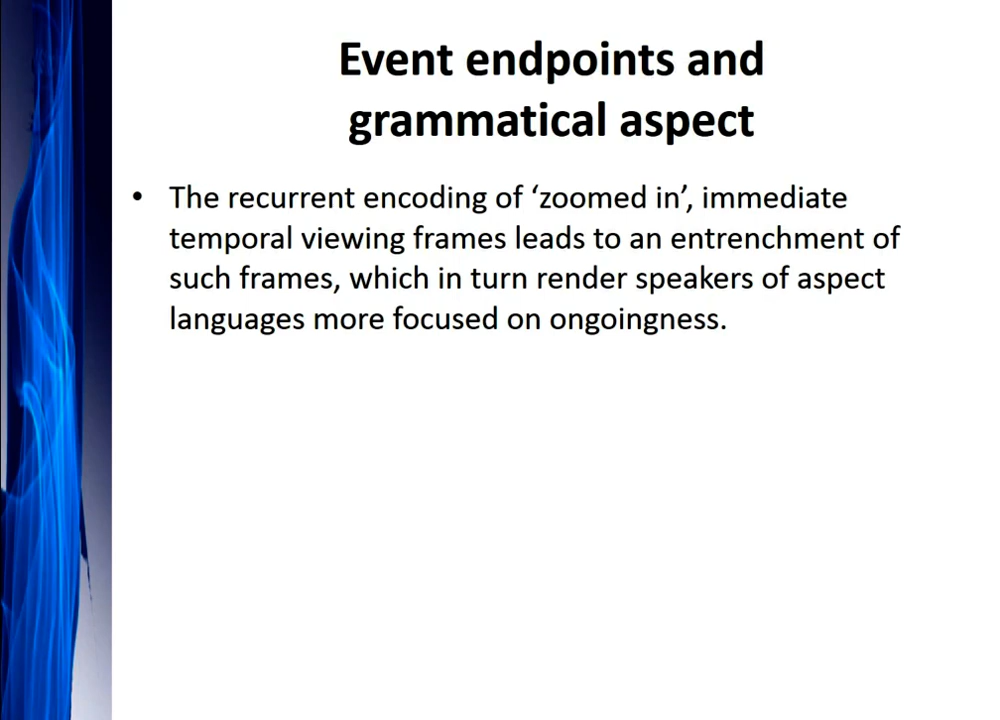 Event endpoints and
grammatical aspect
• The recurrent encoding of ‘zoomed in’, immediate
temporal viewing frames leads to an entrenchment of
such frames, which in turn render speakers of aspect
languages more focused on ongoingness.